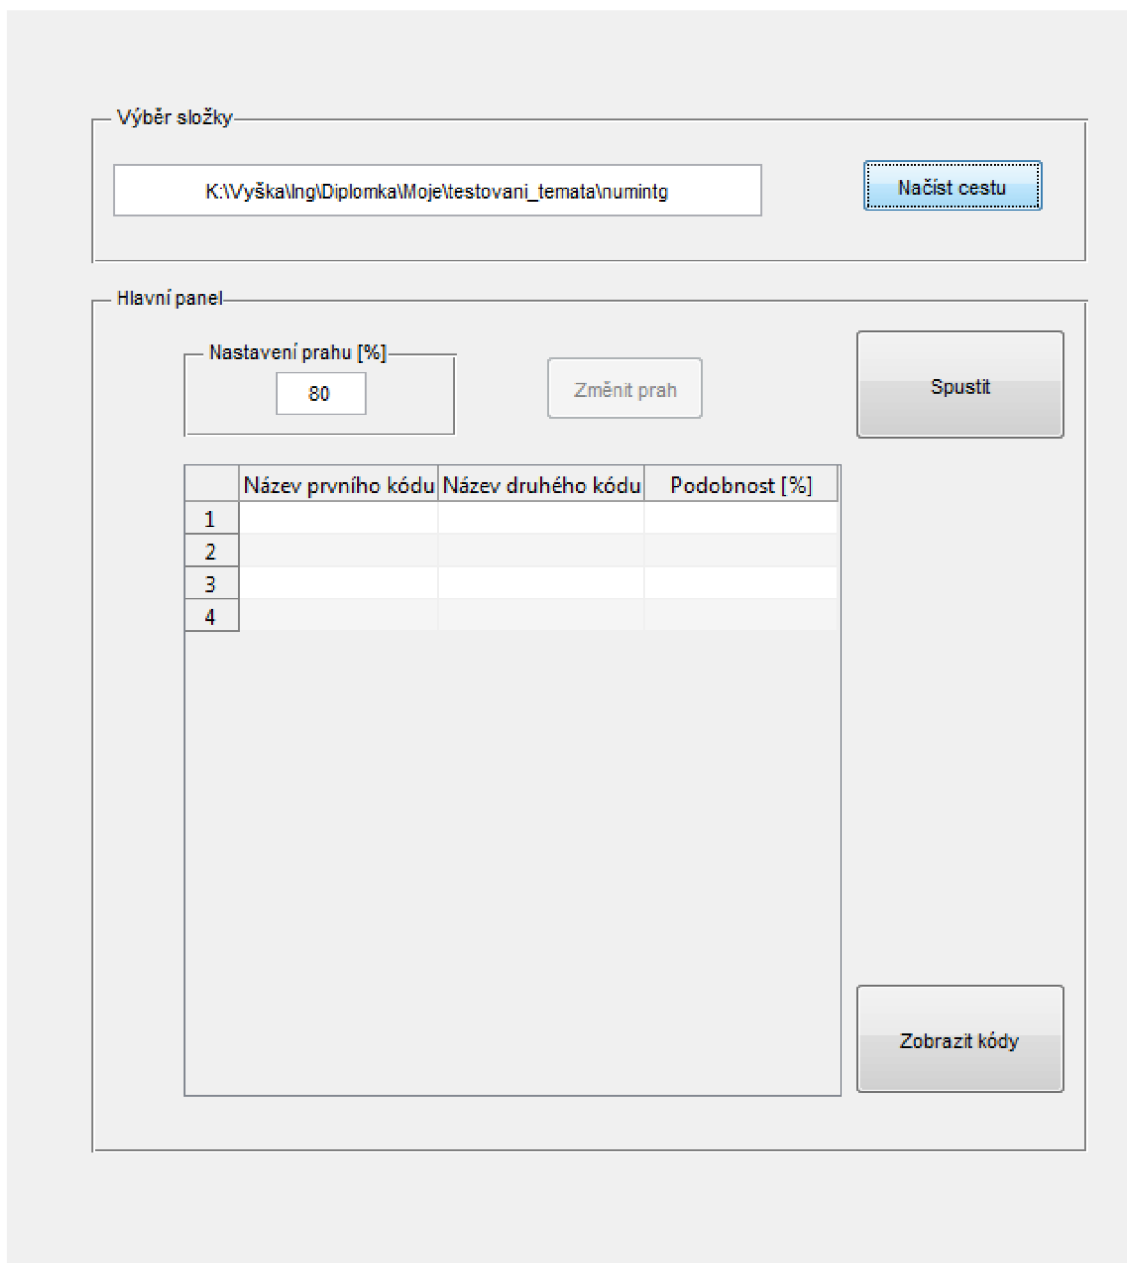 Výběr složky
K:\Vyška\Ing\Diplomka\Moje\testovani_temata\numintg
Načíst cestu
Hlavní panel
Nastavení prahu [%]
80
Změnit prah
Spustit
Název prvního kódu Název druhého kódu Podobnost [%]
1
2
3
4
Zobrazit kódy